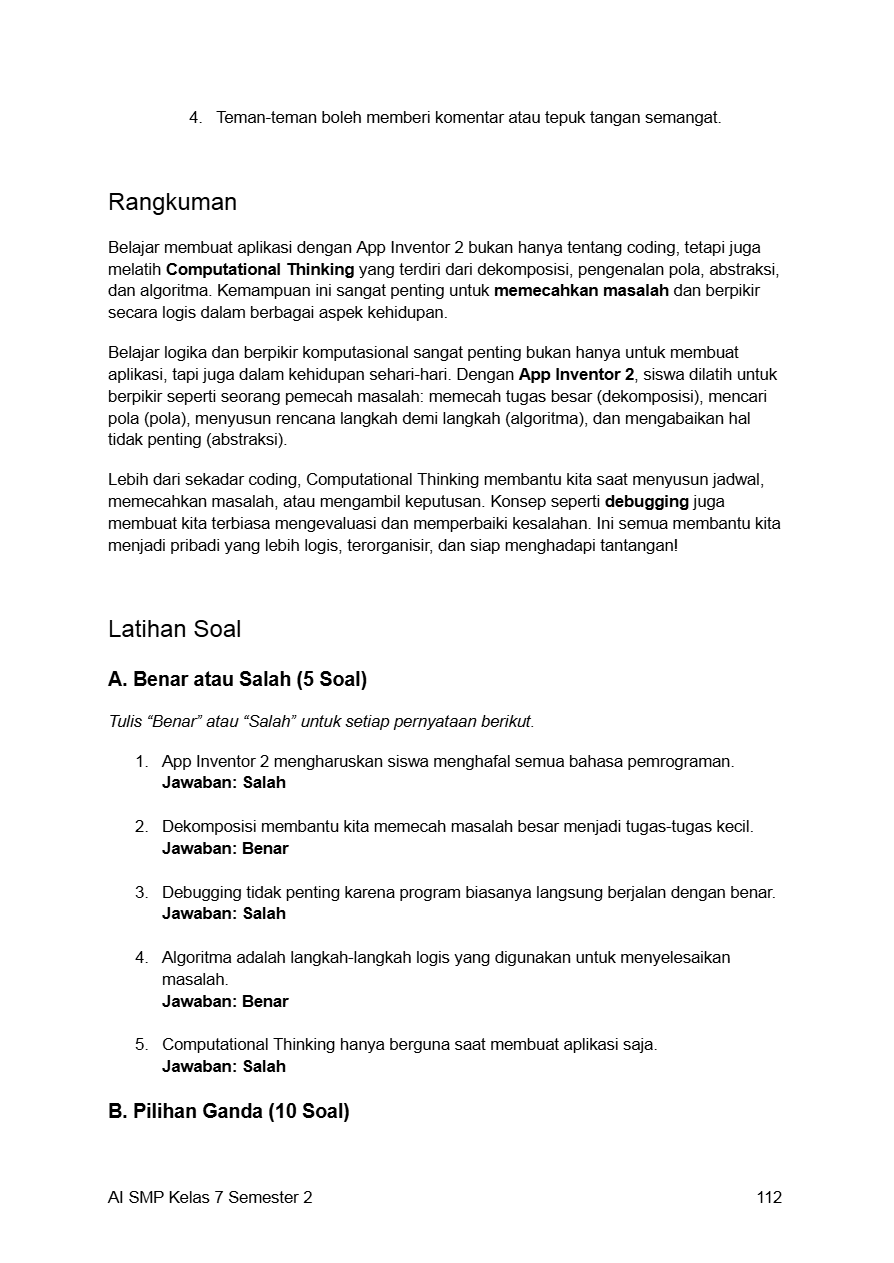 4. Teman-teman boleh memberi komentar atau tepuk tangan semangat.
Rangkuman
Belajar membuat aplikasi dengan App Inventor 2 bukan hanya tentang coding, tetapi juga
melatih Computational Thinking yang terdiri dari dekomposisi, pengenalan pola, abstraksi,
dan algoritma. Kemampuan ini sangat penting untuk memecahkan masalah dan berpikir
secara logis dalam berbagai aspek kehidupan.
Belajar logika dan berpikir komputasional sangat penting bukan hanya untuk membuat
aplikasi, tapi juga dalam kehidupan sehari-hari. Dengan App Inventor 2, siswa dilatih untuk
berpikir seperti seorang pemecah masalah: memecah tugas besar (dekomposisi), mencari
pola (pola), menyusun rencana langkah demi langkah (algoritma), dan mengabaikan hal
tidak penting (abstraksi).
Lebih dari sekadar coding, Computational Thinking membantu kita saat menyusun jadwal,
memecahkan masalah, atau mengambil keputusan. Konsep seperti debugging juga
membuat kita terbiasa mengevaluasi dan memperbaiki kesalahan. Ini semua membantu kita
menjadi pribadi yang lebih logis, terorganisir, dan siap menghadapi tantangan!
Latihan Soal
A. Benar atau Salah (5 Soal)
Tulis “Benar” atau “Salah” untuk setiap pernyataan berikut.
1. App Inventor 2 mengharuskan siswa menghafal semua bahasa pemrograman.
Jawaban: Salah
2. Dekomposisi membantu kita memecah masalah besar menjadi tugas-tugas kecil.
Jawaban: Benar
3. Debugging tidak penting karena program biasanya langsung berjalan dengan benar.
Jawaban: Salah
4. Algoritma adalah langkah-langkah logis yang digunakan untuk menyelesaikan
masalah.
Jawaban: Benar
5. Computational Thinking hanya berguna saat membuat aplikasi saja.
Jawaban: Salah
B. Pilihan Ganda (10 Soal)
AI SMP Kelas 7 Semester 2 112